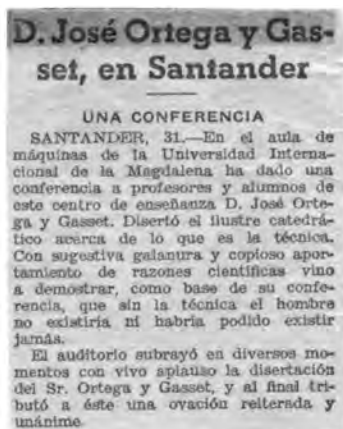 D. José Ortega y Gas-
set, en Santander
UNA CONFERENCIA
SANTANDER, 31.—En el aula de
máquinas de la Universidad Interna-
cional de la Magdalena ha dado una
conferencia a profesores y alumnos de
este centro de enseñanza D. José Orte-
ga y Gasset. Disertó el ilustre catedrá-
tico acerca de lo que es la técnica.
Con sugestiva galanura y copioso apor-
tamiento de razones científicas vino
a demostrar, como base de su confe-
rencia, que sin la técnica el hombre
no existiría ni habría podido existir
jamás.
El auditorio subrayó en diversos mo-
mentos con vivo aplauso la disertación
del Sr. Ortega y Gasset, y al final tri-
butó a éste una ovación reiterada y
unánime.